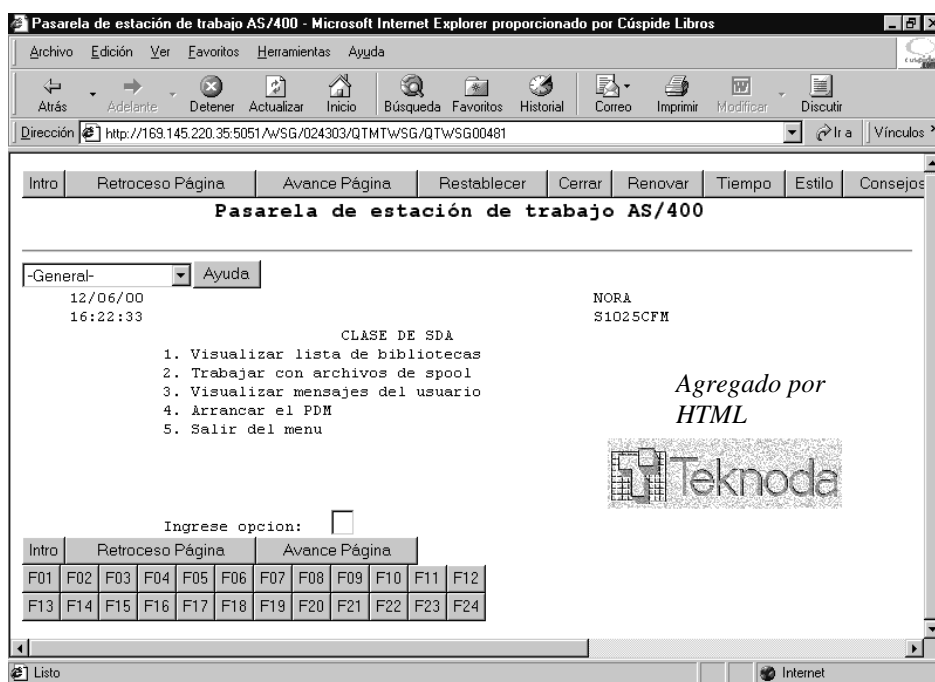 Pasarela de estación de trabajo AS/400 - Microsoft Internet Explorer proporcionado por Cúspide Libros
Archivo Edición Ver Favoritos Herramientas Ayuda
Atrás Adelante Detener Actualizar Inicio Búsqueda Favoritos Historial Correo Imprimir Modificar Discutir
Dirección http://169.145.220.35:5051/WSG/024303/QTMTWSG/QTWSG00481 Ir a Vínculos
Intro Retroceso Página Avance Página Restablecer Cerrar Renovar Tiempo Estilo Consejos
Pasarela de estación de trabajo AS/400
-General- Ayuda
12/06/00 NORA
16:22:33 S1025CFM
CLASE DE SDA
1. Visualizar lista de bibliotecas
2. Trabajar con archivos de spool
3. Visualizar mensajes del usuario
4. Arrancar el PDM
5. Salir del menu
Agregado por
HTML
Teknoda
Ingrese opcion:
Intro Retroceso Página Avance Página
F01 F02 F03 F04 F05 F06 F07 F08 F09 F10 F11 F12
F13 F14 F15 F16 F17 F18 F19 F20 F21 F22 F23 F24
Listo Internet